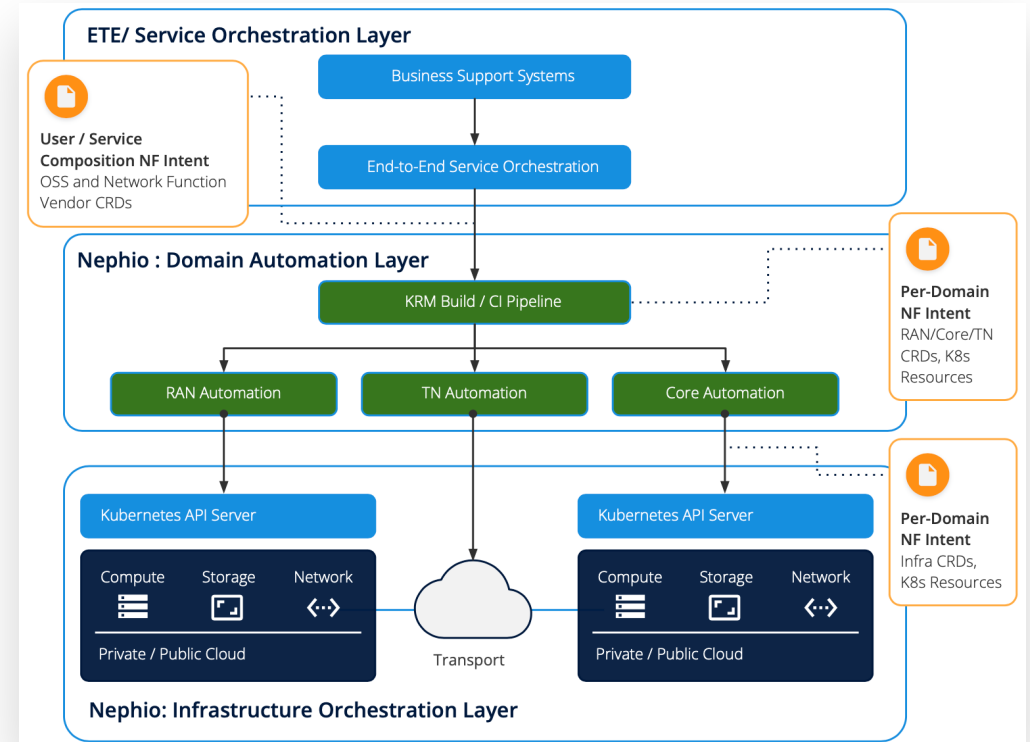 ETE/ Service Orchestration Layer
Business Support Systems
User / Service
Composition NF Intent
OSS and Network Function
Vendor CRDs
End-to-End Service Orchestration
Nephio : Domain Automation Layer
KRM Build / CI Pipeline
Per-Domain
NF Intent
RAN/Core/TN
CRDs, K8s
Resources
RAN Automation
TN Automation
Core Automation
Kubernetes API Server
Kubernetes API Server
Per-Domain
NF Intent
Infra CRDs,
K8s Resources
Compute Storage Network
Private / Public Cloud
Transport
Compute Storage Network
Private / Public Cloud
Nephio: Infrastructure Orchestration Layer